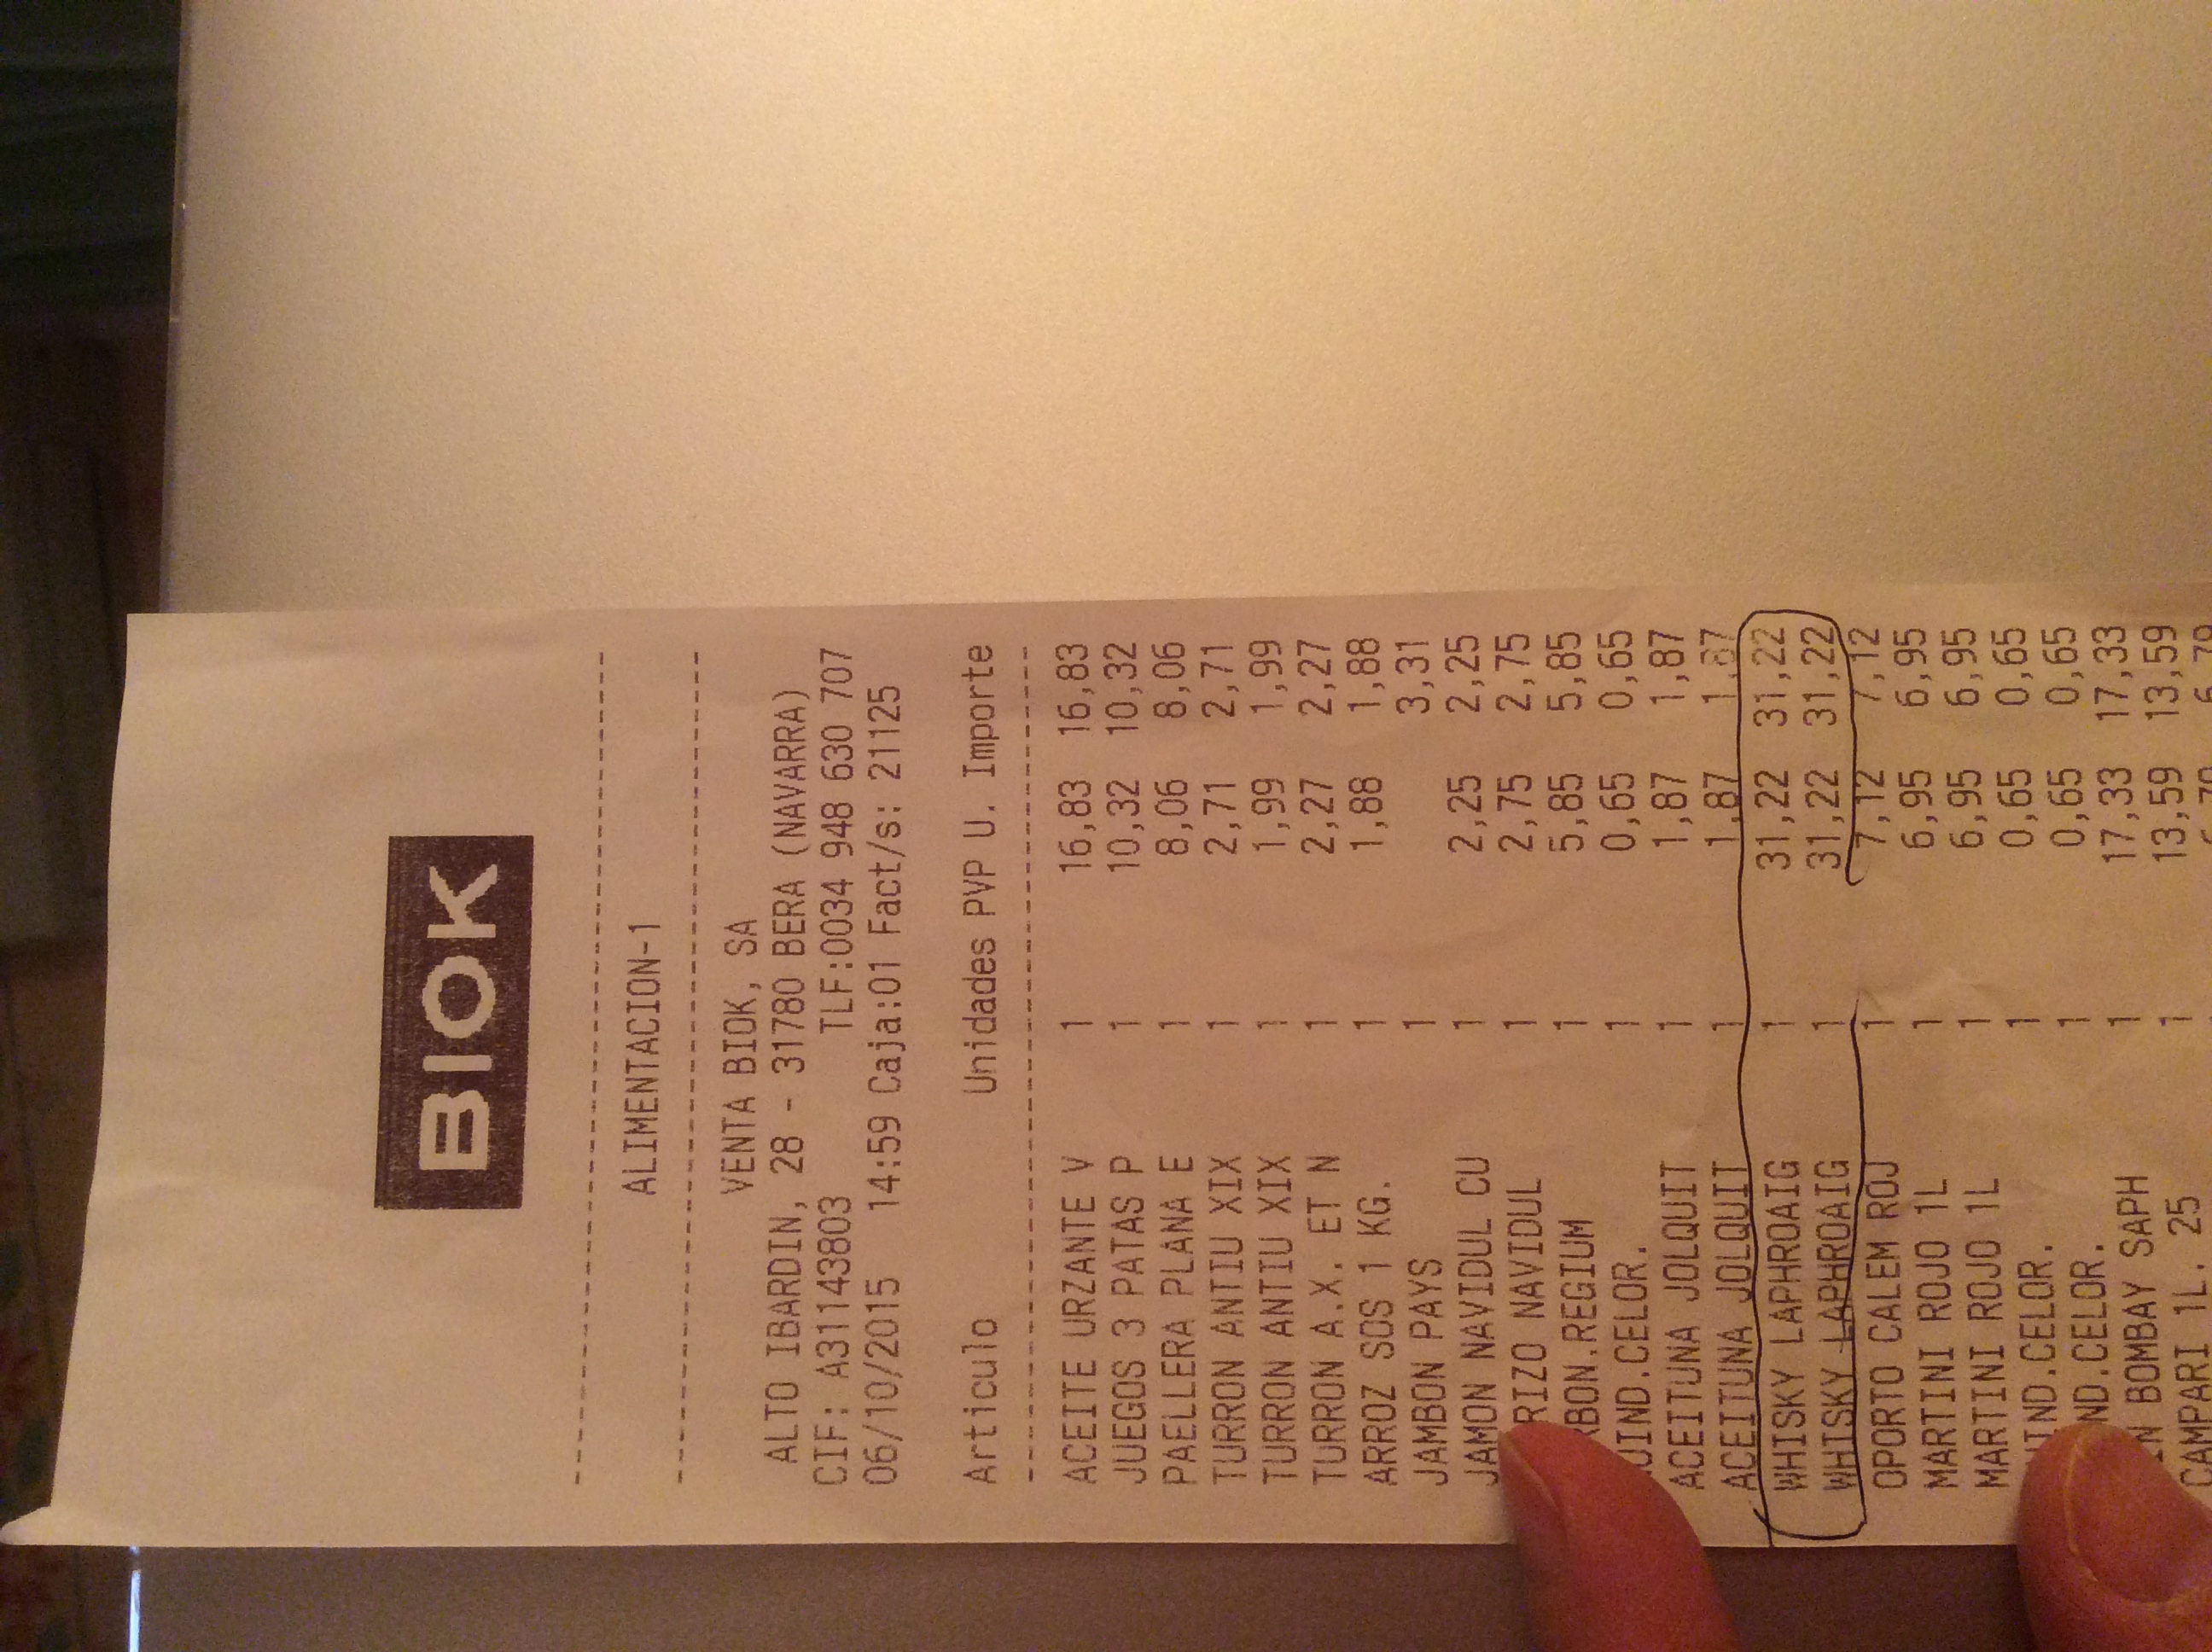 BIOK
ALIMENTACION-1
VENTA BIOK, SA
ALTO IBARDIN, 28 - 31780 BERA (NAVARRA)
CIF: A31143803 TLF:0034 948 630 707
06/10/2015 14:59 Caja:01 Fact/s: 21125
Articulo Unidades PVP U. Importe
ACEITE URZANTE V 1 16,83 16,83
JUEGOS 3 PATAS P 1 10,32 10,32
PAELLERA PLANA E 1 8,06 8,06
TURRON ANTIU XIX 1 2,71 2,71
TURRON ANTIU XIX 1 1,99 1,99
TURRON A.X. ET N 1 2,27 2,27
ARROZ SOS 1 KG. 1 1,88 1,88
JAMBON PAYS 1 3,31
JAMON NAVIDUL CU 1 2,25 2,25
RIZO NAVIDUL 1 2,75 2,75
RBON.REGIUM 1 5,85 5,85
UIND.CELOR. 1 0,65 0,65
ACEITUNA JOLQUIT 1 1,87 1,87
ACEITUNA JOLQUIT 1 1,87 1,87
WHISKY LAPHROAIG 1 31,22 31,22
WHISKY LAPHROAIG 1 31,22 31,22
OPORTO CALEM ROJ 1 7,12 7,12
MARTINI ROJO 1L 1 6,95 6,95
MARTINI ROJO 1L 1 6,95 6,95
UIND.CELOR. 1 0,65 0,65
ND.CELOR. 1 0,65 0,65
IN BOMBAY SAPH 1 17,33 17,33
CAMPARI 1L. 25 1 13,59 13,59